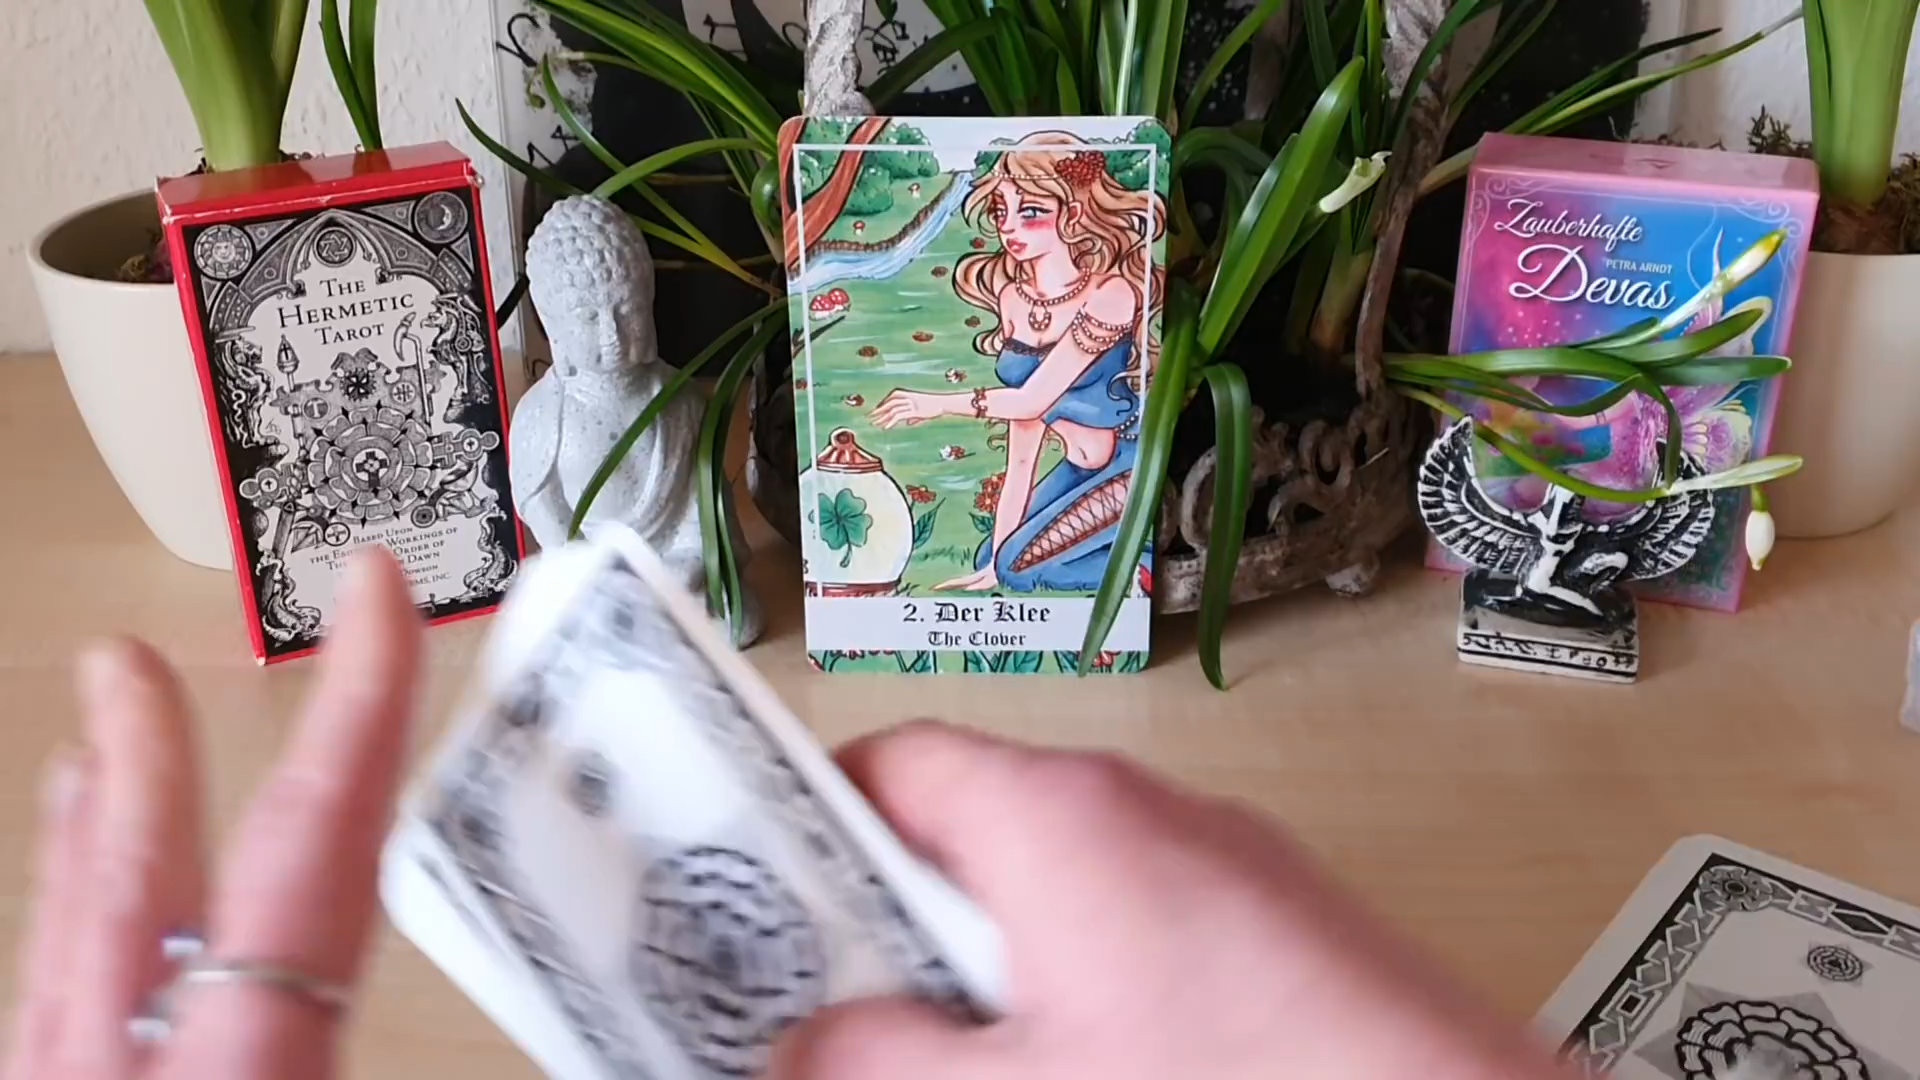 THE
HERMETIC
TAROT
BASED UPON
WORKINGS OF
ORDER OF
DAWN
2. Der Klee
The Clover
Zauberhafte
PETRA ARNDT
Devas